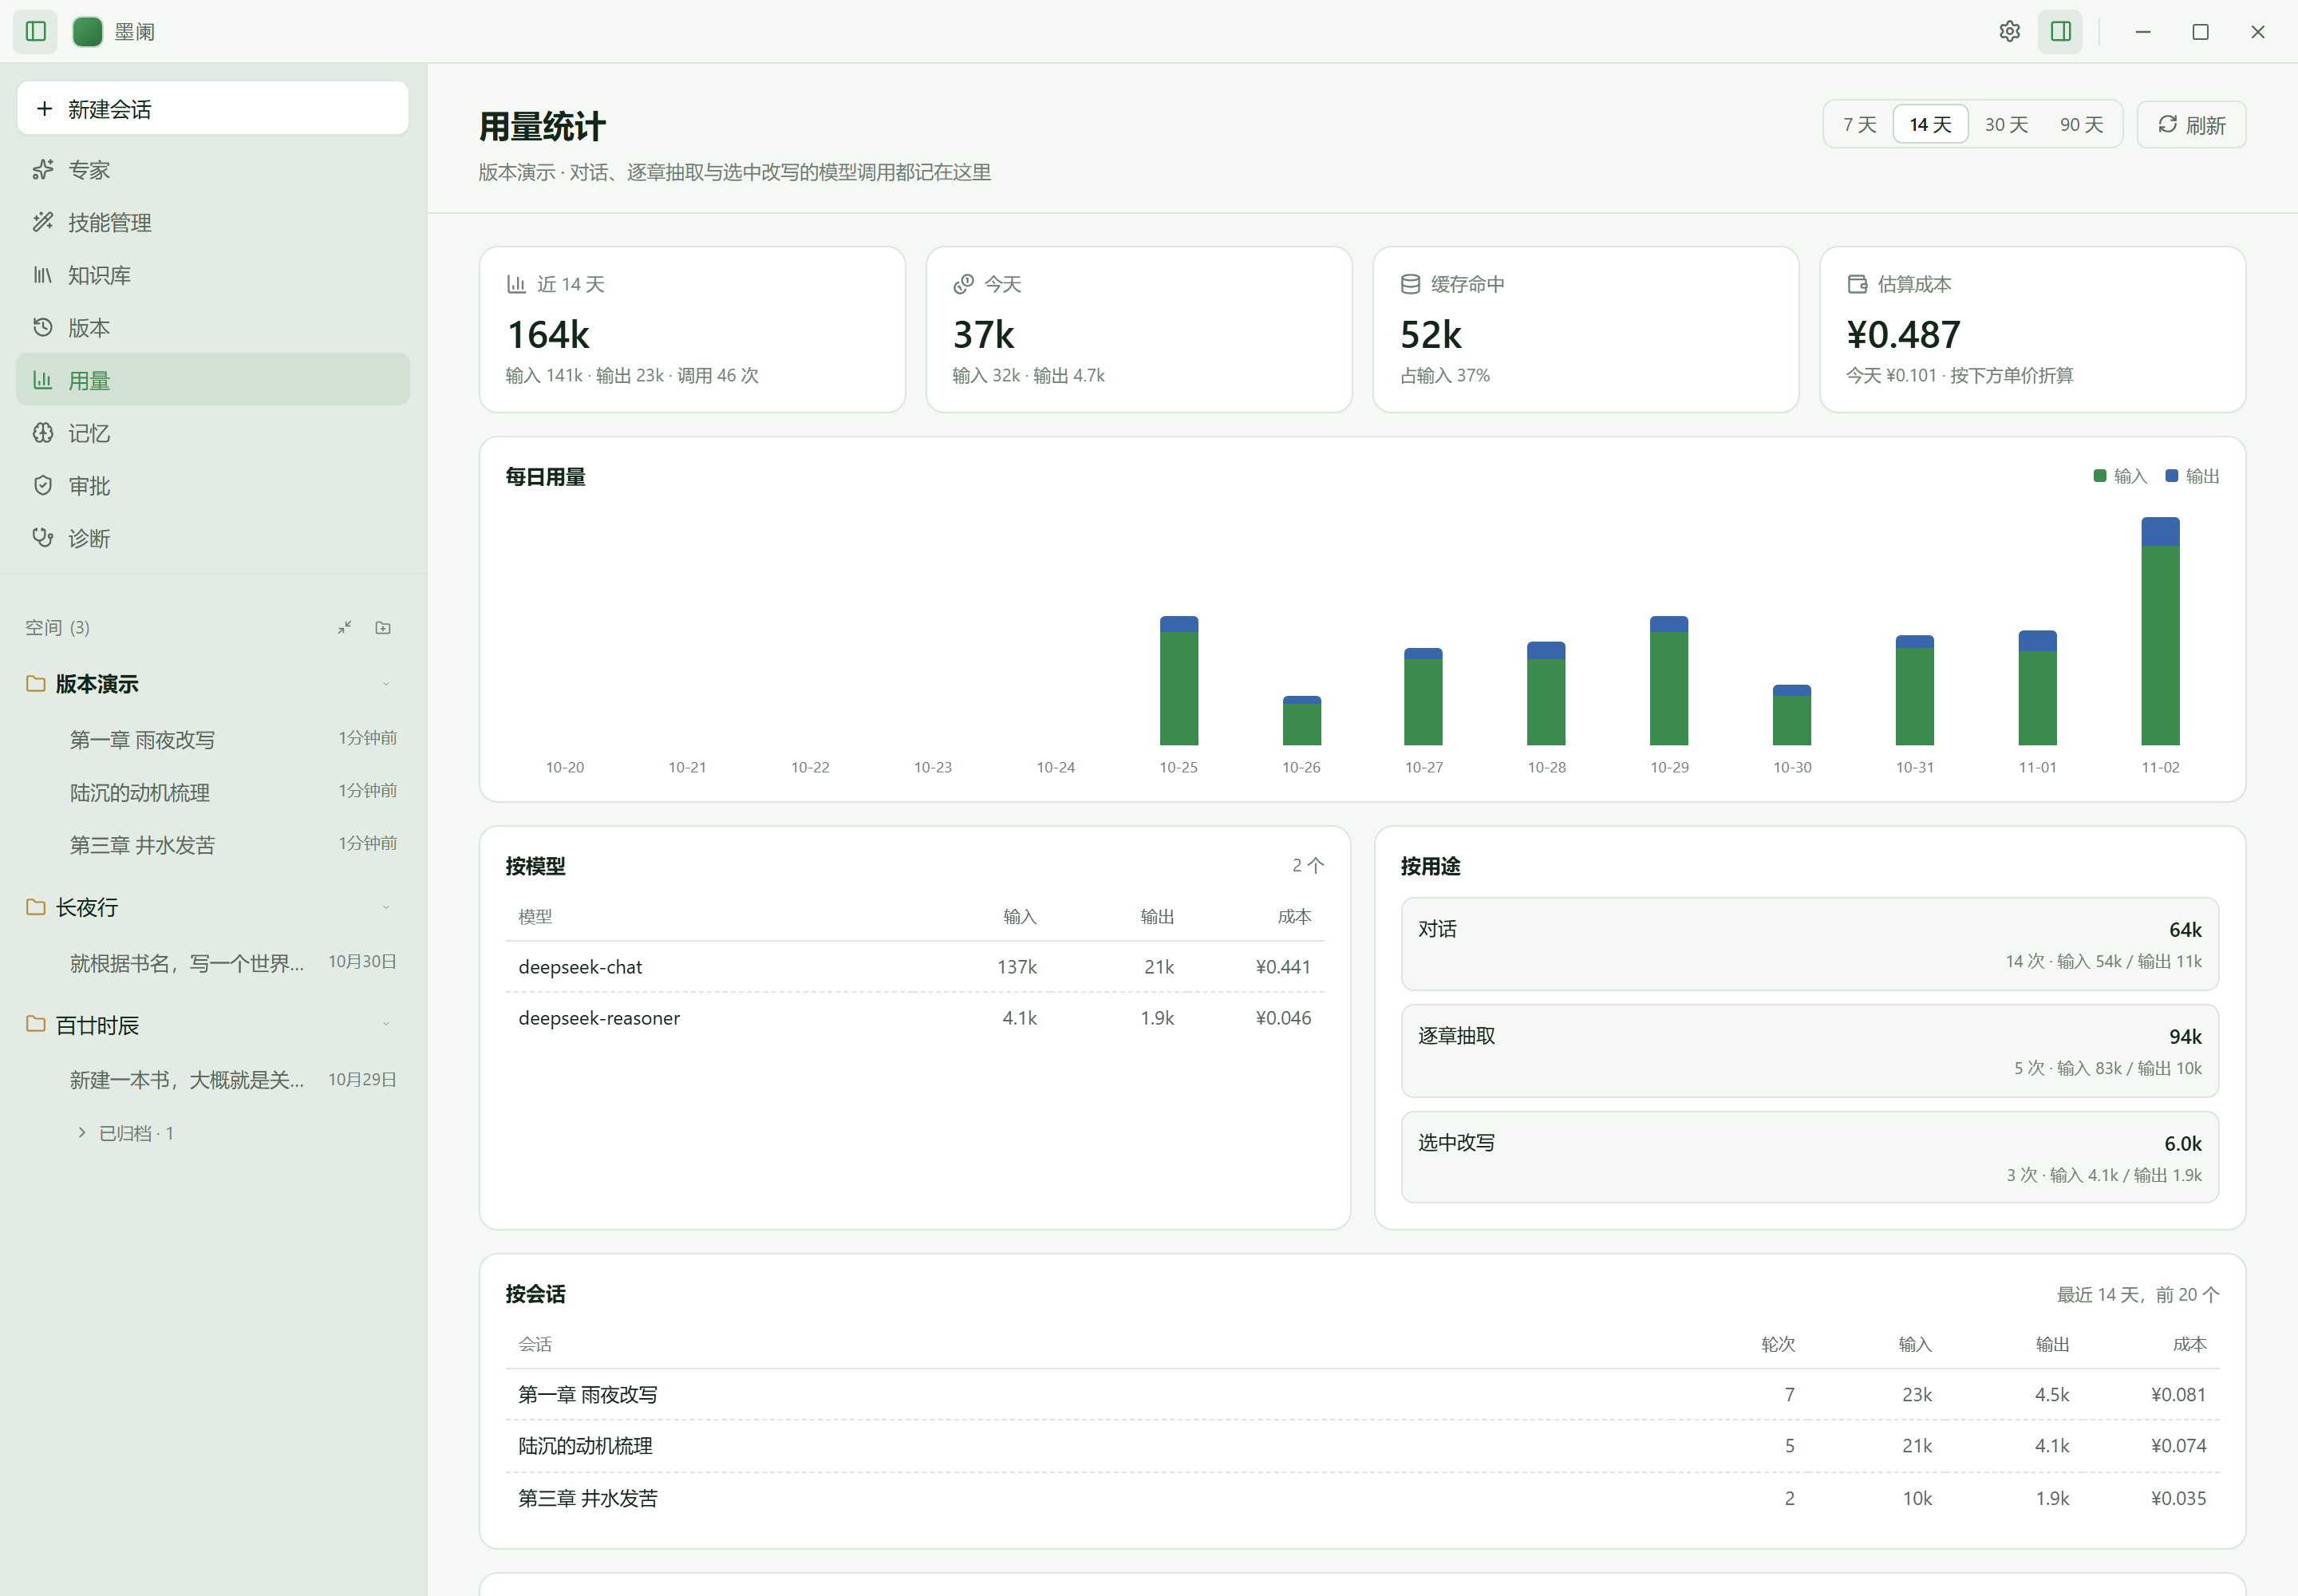 墨阑
新建会话
专家
技能管理
知识库
版本
用量
记忆
审批
诊断
空间 (3)
版本演示
第一章 雨夜改写 1分钟前
陆沉的动机梳理 1分钟前
第三章 井水发苦 1分钟前
长夜行
就根据书名，写一个世界... 10月30日
百廿时辰
新建一本书，大概就是关... 10月29日
已归档 · 1
用量统计
版本演示 · 对话、逐章抽取与选中改写的模型调用都记在这里
7 天 14 天 30 天 90 天 刷新
近 14 天
164k
输入 141k · 输出 23k · 调用 46 次
今天
37k
输入 32k · 输出 4.7k
缓存命中
52k
占输入 37%
估算成本
¥0.487
今天 ¥0.101 · 按下方单价折算
每日用量
输入 输出
10-20 10-21 10-22 10-23 10-24 10-25 10-26 10-27 10-28 10-29 10-30 10-31 11-01 11-02
按模型 2 个
模型 输入 输出 成本
deepseek-chat 137k 21k ¥0.441
deepseek-reasoner 4.1k 1.9k ¥0.046
按用途
对话 64k
14 次 · 输入 54k / 输出 11k
逐章抽取 94k
5 次 · 输入 83k / 输出 10k
选中改写 6.0k
3 次 · 输入 4.1k / 输出 1.9k
按会话 最近 14 天，前 20 个
会话 轮次 输入 输出 成本
第一章 雨夜改写 7 23k 4.5k ¥0.081
陆沉的动机梳理 5 21k 4.1k ¥0.074
第三章 井水发苦 2 10k 1.9k ¥0.035